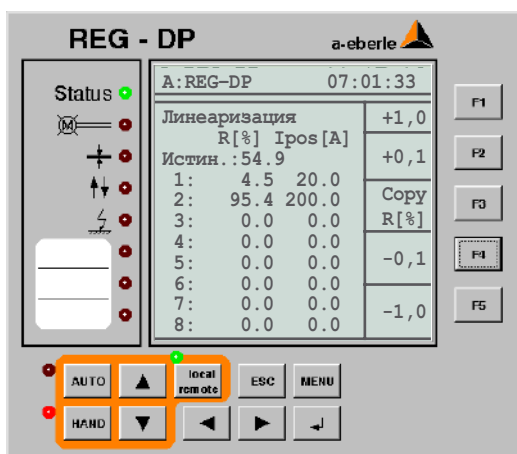 REG - DP
a-eberle
Status
A:REG-DP 07:01:33
Линеаризация
R[%] Ipos[A]
Истин.:54.9
1: 4.5 20.0
2: 95.4 200.0
3: 0.0 0.0
4: 0.0 0.0
5: 0.0 0.0
6: 0.0 0.0
7: 0.0 0.0
8: 0.0 0.0
+1,0
+0,1
Copy
R[%]
-0,1
-1,0
F1
F2
F3
F4
F5
M
AUTO
local
remote
ESC
MENU
HAND